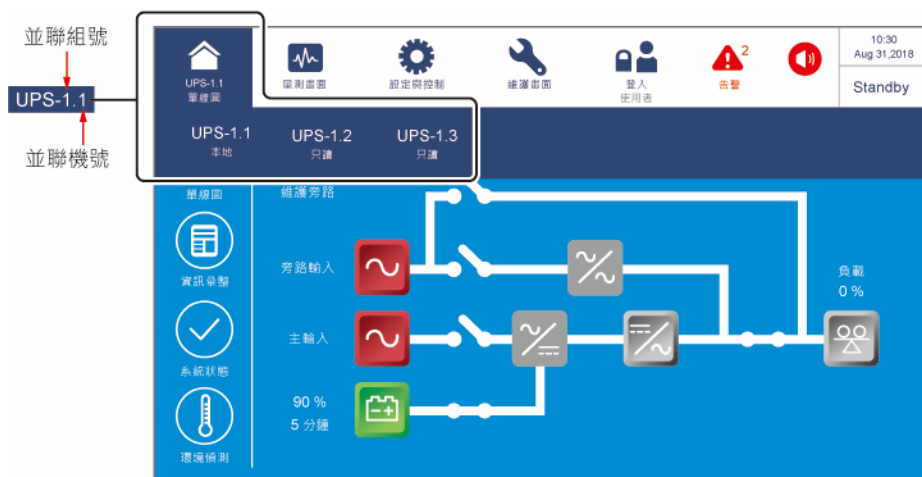 並聯組號
UPS-1.1
並聯機號
UPS-1.1
單線圖
量測畫面
設定與控制
維護畫面
登入
使用者
2
告警
10:30
Aug 31,2018
Standby
UPS-1.1
本地
UPS-1.2
只讀
UPS-1.3
只讀
單線圖
資訊彙整
系統狀態
環境偵測
維護旁路
旁路輸入
主輸入
90 %
5 分鐘
負載
0 %